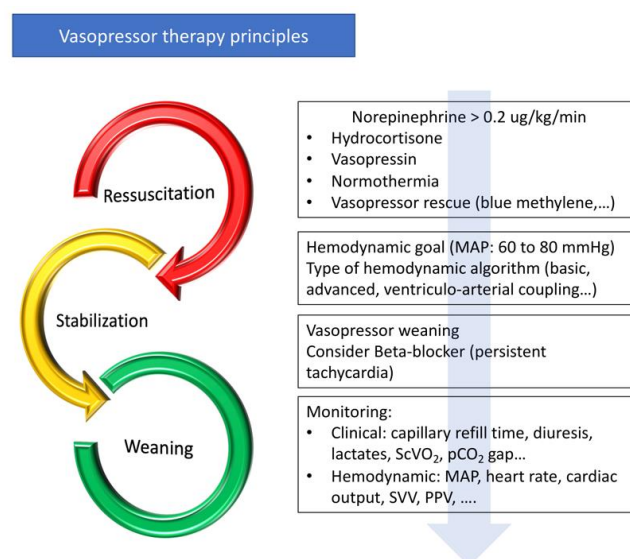 Vasopressor therapy principles
Ressuscitation
Stabilization
Weaning
Norepinephrine > 0.2 ug/kg/min
• Hydrocortisone
• Vasopressin
• Normothermia
• Vasopressor rescue (blue methylene,...)
Hemodynamic goal (MAP: 60 to 80 mmHg)
Type of hemodynamic algorithm (basic,
advanced, ventriculo-arterial coupling...)
Vasopressor weaning
Consider Beta-blocker (persistent
tachycardia)
Monitoring:
• Clinical: capillary refill time, diuresis,
lactates, ScVO₂, pCO₂ gap...
• Hemodynamic: MAP, heart rate, cardiac
output, SVV, PPV, ....